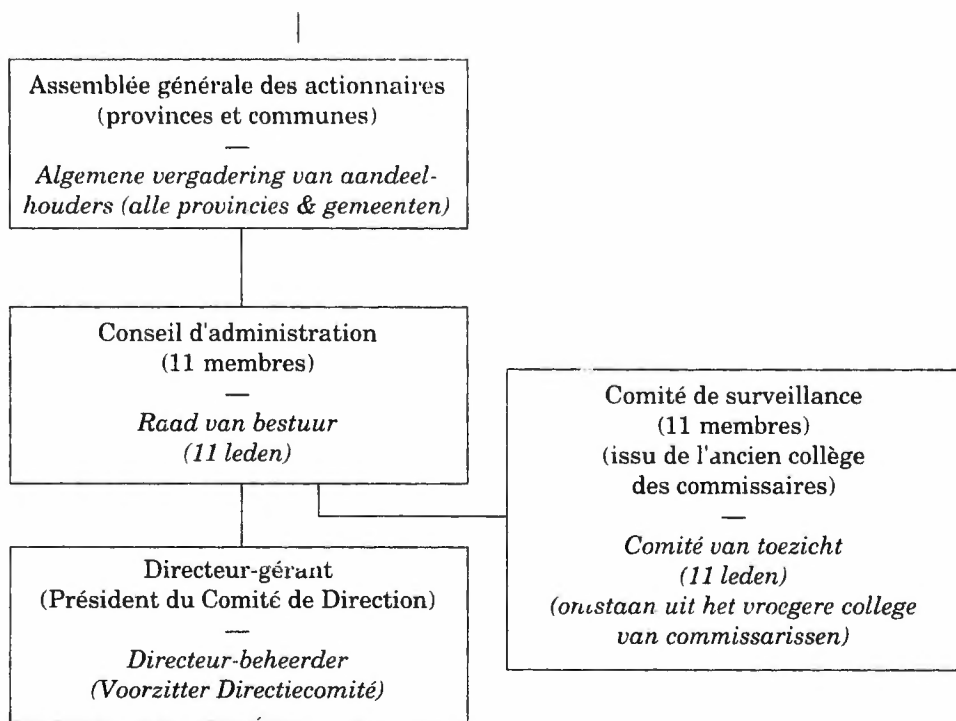 Assemblée générale des actionnaires
(provinces et communes)
—
Algemene vergadering van aandeel-
houders (alle provincies & gemeenten)
Conseil d'administration
(11 membres)
—
Raad van bestuur
(11 leden)
Comité de surveillance
(11 membres)
(issu de l'ancien collège
des commissaires)
—
Comité van toezicht
(11 leden)
(ontstaan uit het vroegere college
van commissarissen)
Directeur-gérant
(Président du Comité de Direction)
—
Directeur-beheerder
(Voorzitter Directiecomité)